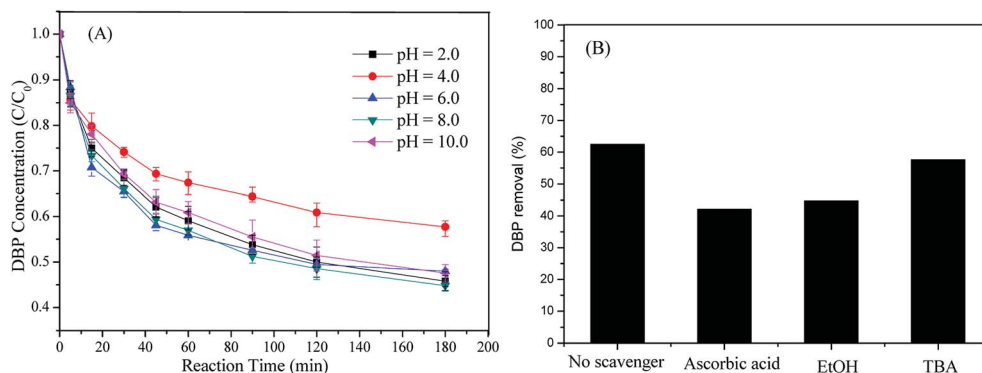 (A)
pH = 2.0
pH = 4.0
pH = 6.0
pH = 8.0
pH = 10.0
DBP Concentration (C/C₀)
1.0
0.9
0.8
0.7
0.6
0.5
0.4
0 20 40 60 80 100 120 140 160 180 200
Reaction Time (min)
(B)
DBP removal (%)
100
90
80
70
60
50
40
30
20
10
0
No scavenger Ascorbic acid EtOH TBA